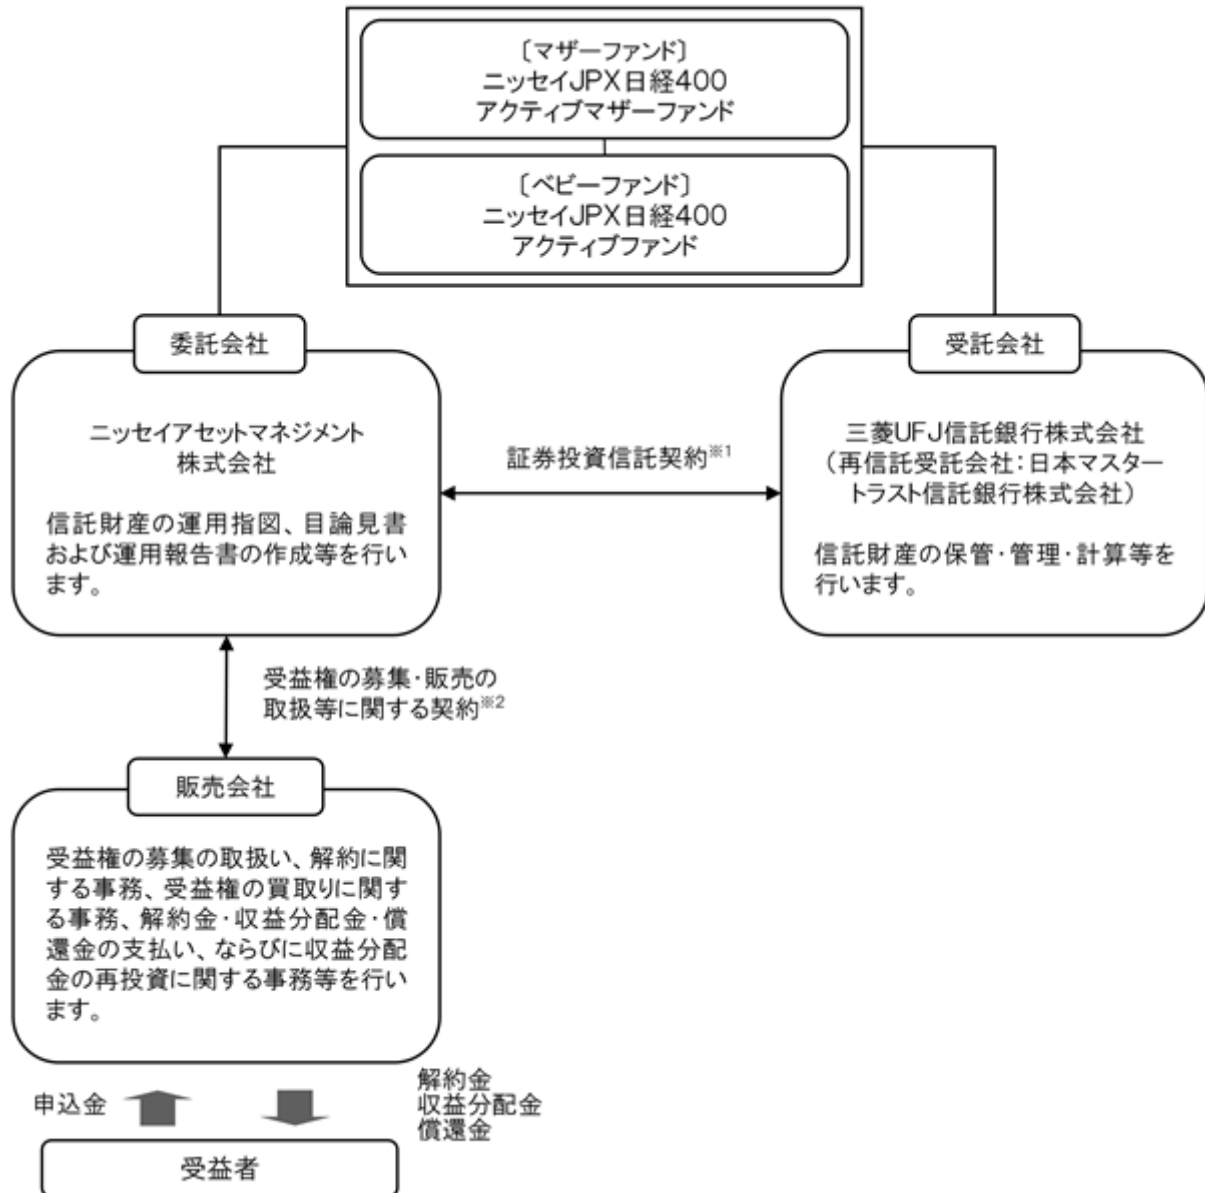 〔マザーファンド〕
ニッセイJPX日経400
アクティブマザーファンド
〔ベビーファンド〕
ニッセイJPX日経400
アクティブファンド
委託会社
ニッセイアセットマネジメント
株式会社
信託財産の運用指図、目論見書
および運用報告書の作成等を行い
ます。
証券投資信託契約※1
受託会社
三菱UFJ信託銀行株式会社
（再信託受託会社：日本マスター
トラスト信託銀行株式会社）
信託財産の保管・管理・計算等を
行います。
受益権の募集・販売の
取扱等に関する契約※2
販売会社
受益権の募集の取扱い、解約に関
する事務、受益権の買取りに関す
る事務、解約金・収益分配金・償
還金の支払い、ならびに収益分配
金の再投資に関する事務等を行い
ます。
申込金
解約金
収益分配金
償還金
受益者